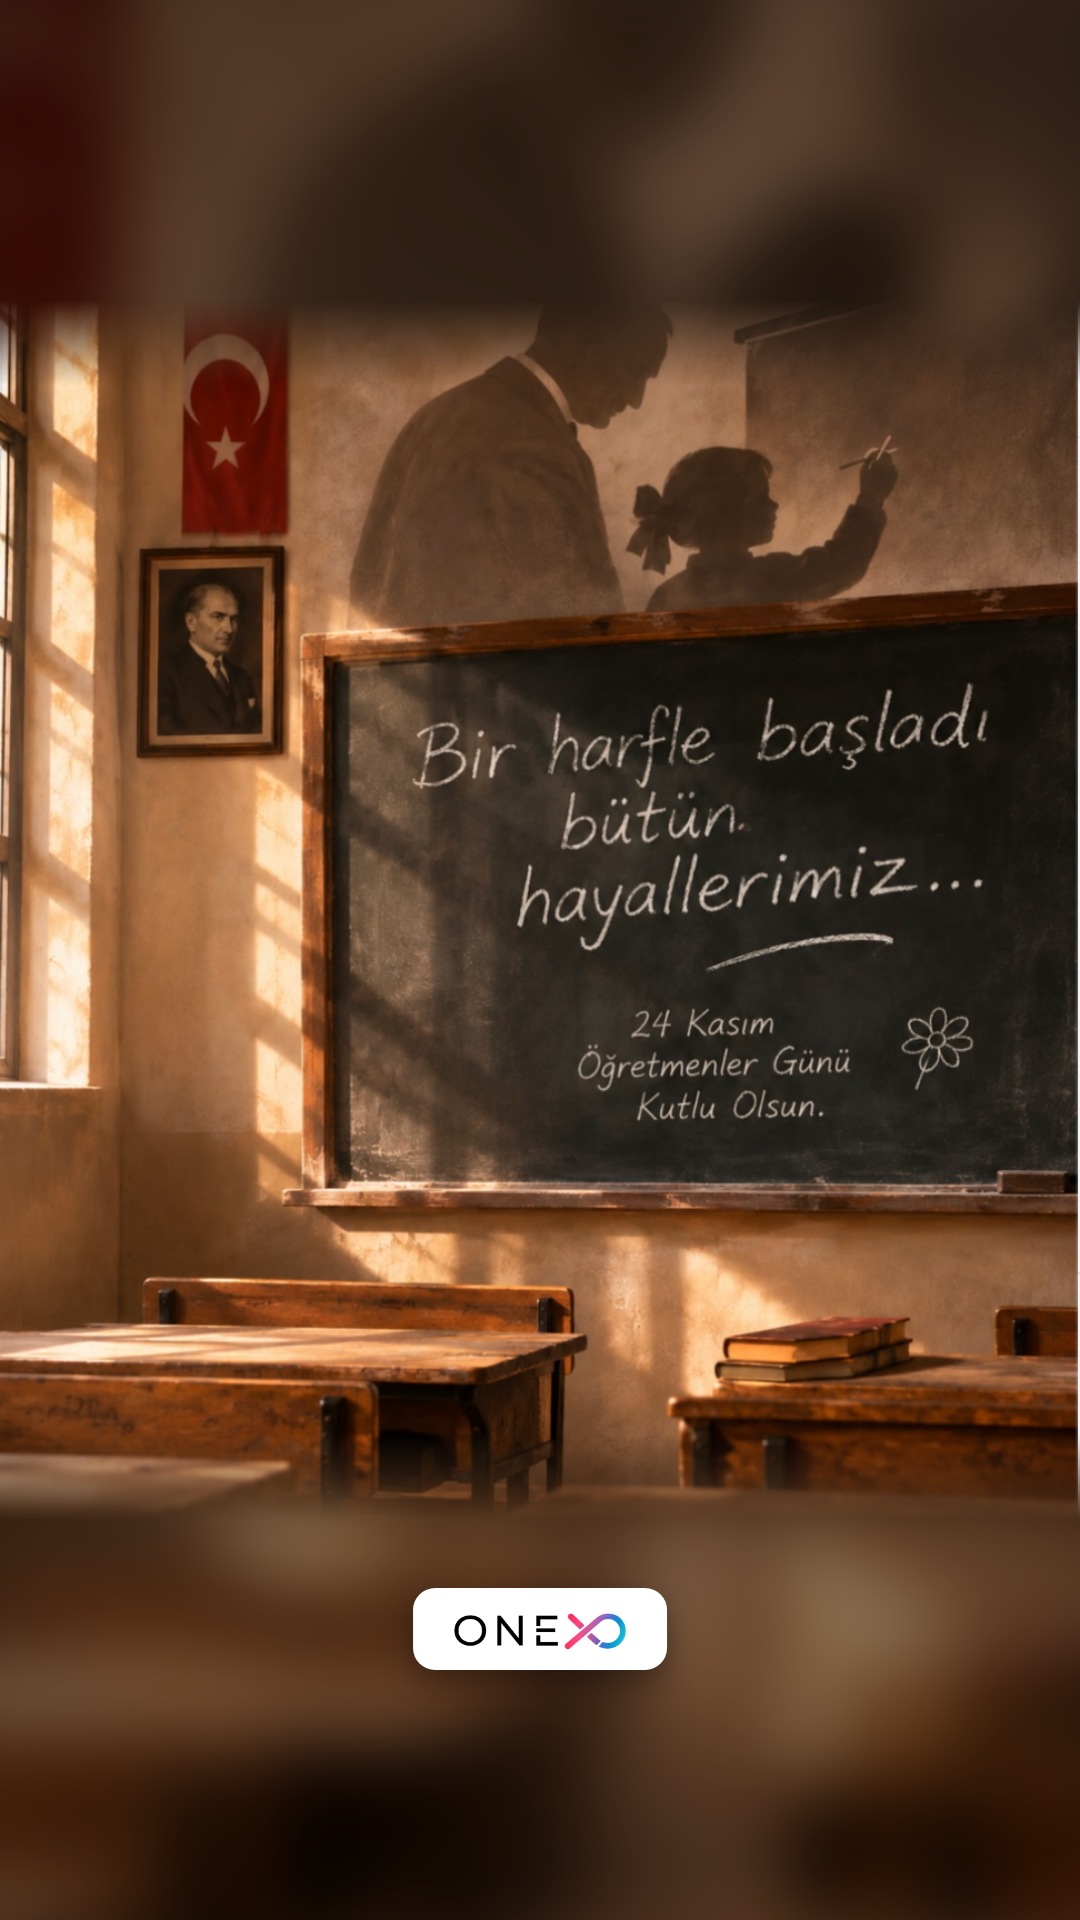 Bir harfle başladı
bütün.
hayallerimiz...
24 Kasım
Öğretmenler Günü
Kutlu Olsun.
ONEXO